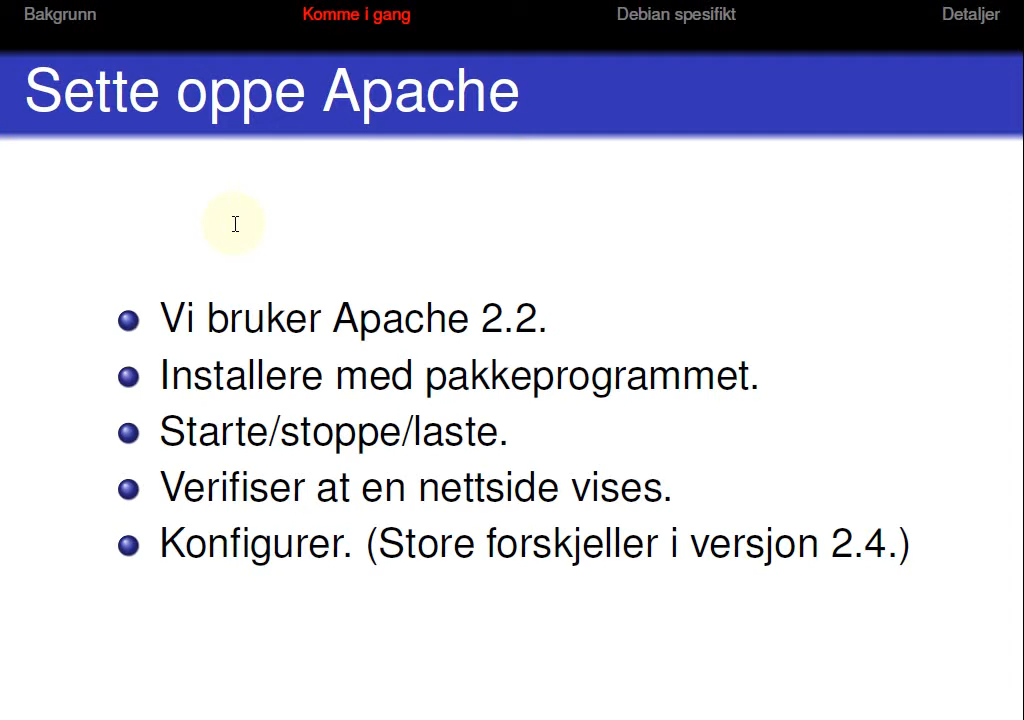 Bakgrunn Komme i gang Debian spesifikt Detaljer
Sette oppe Apache
Vi bruker Apache 2.2.
Installere med pakkeprogrammet.
Starte/stoppe/laste.
Verifiser at en nettside vises.
Konfigurer. (Store forskjeller i versjon 2.4.)